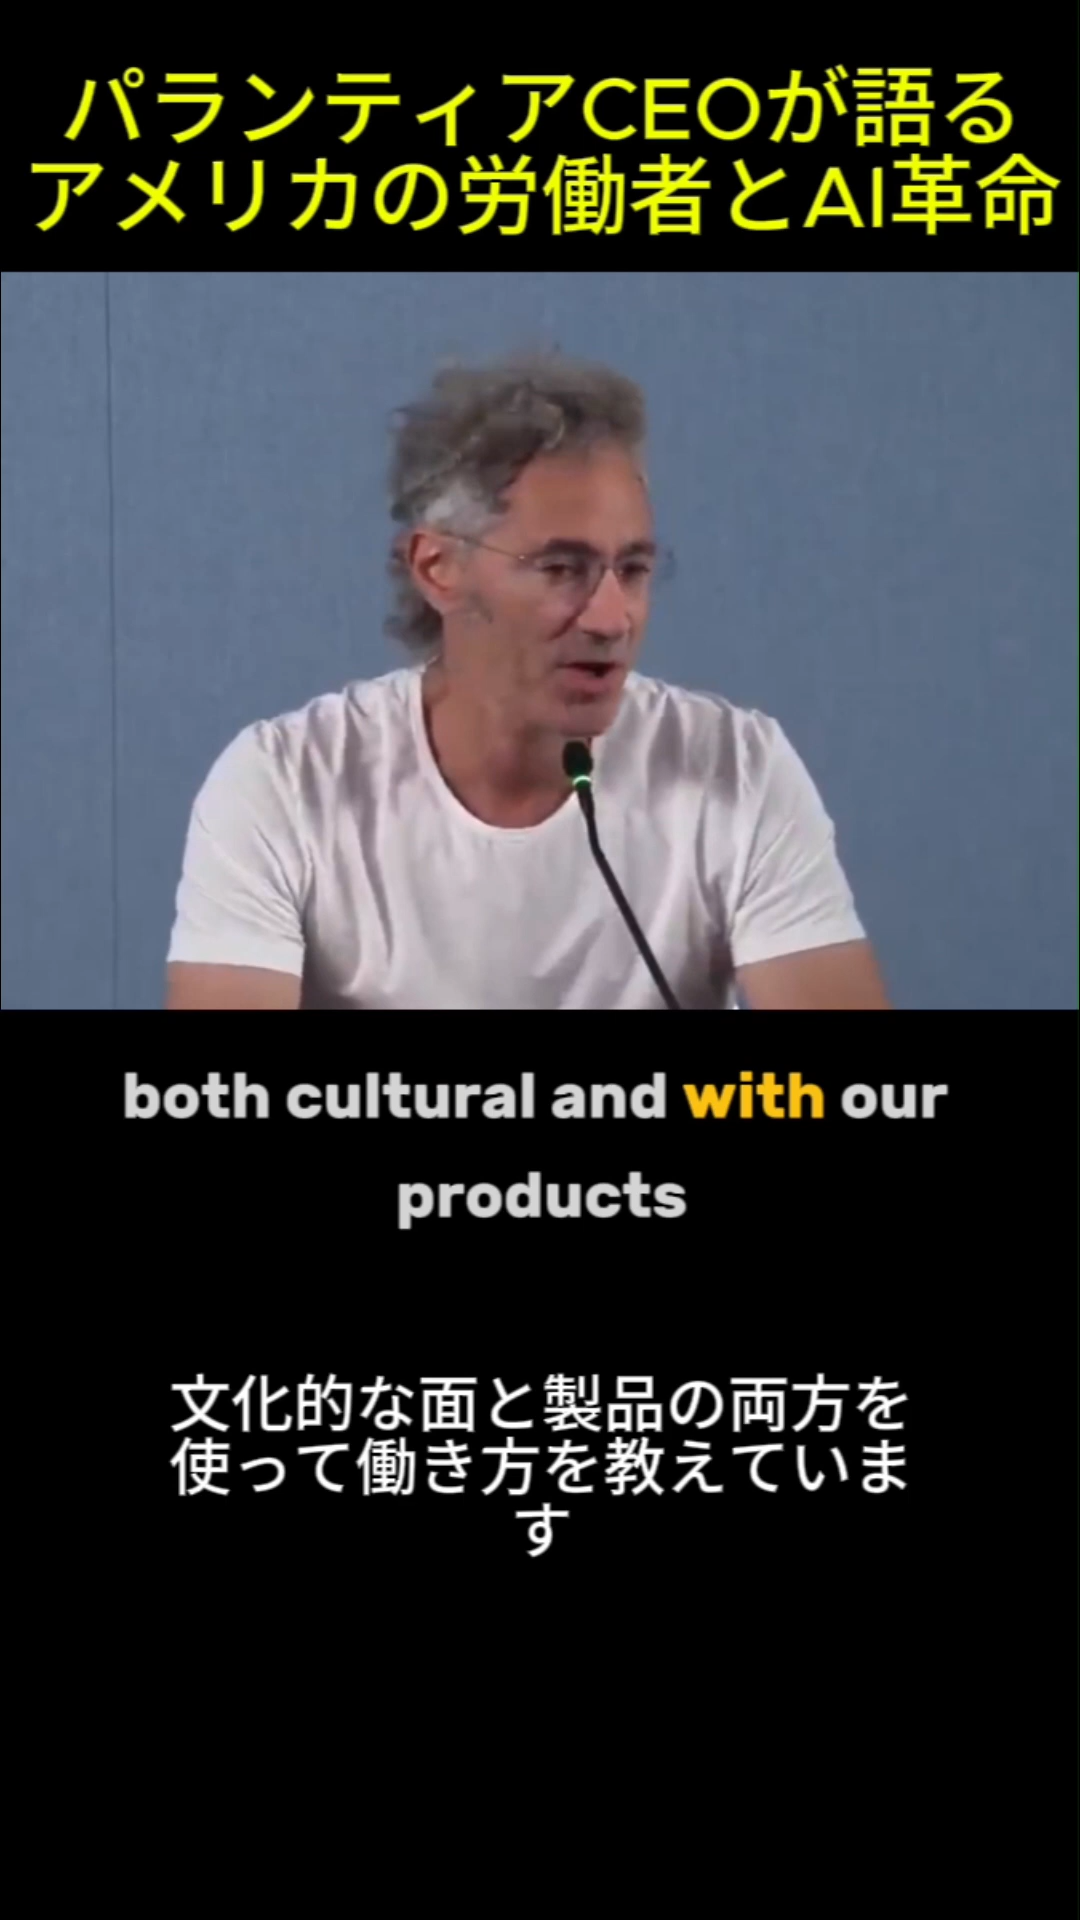 パランティアCEOが語る
アメリカの労働者とAI革命
both cultural and with our
products
文化的な面と製品の両方を
使って働き方を教えていま
す